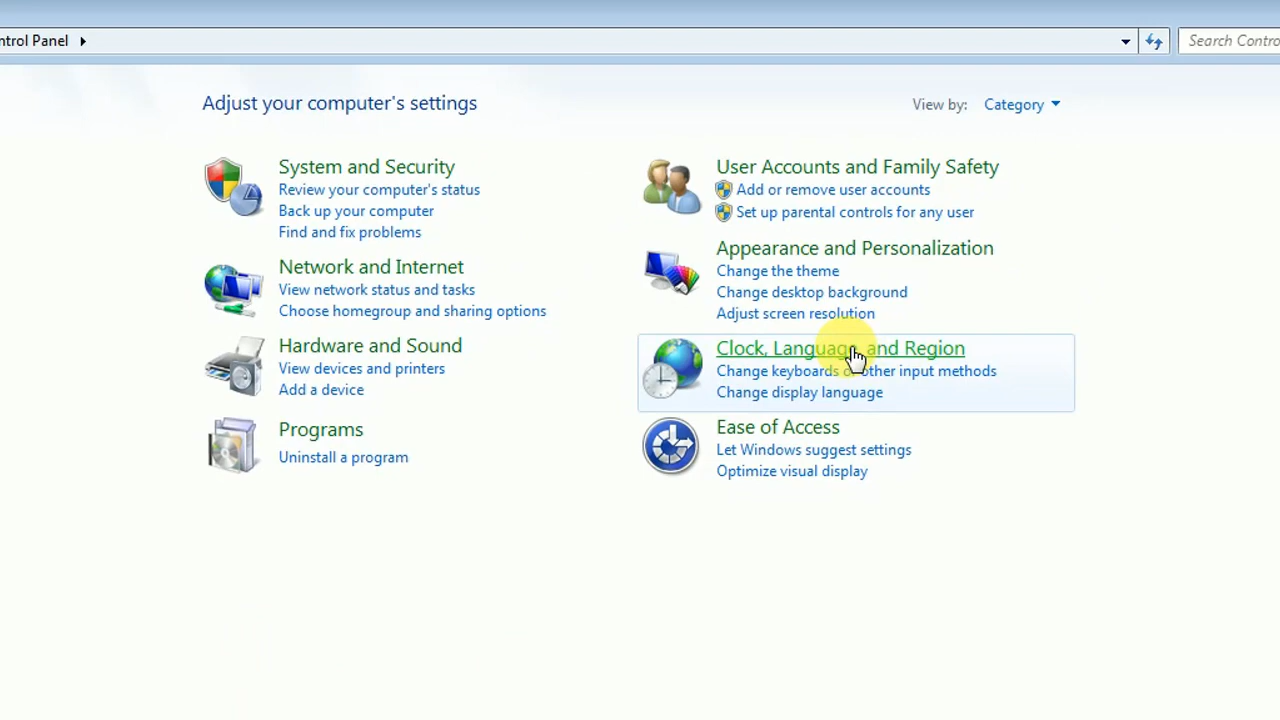 ntrol Panel
Search Contro
Adjust your computer's settings
View by: Category
System and Security
Review your computer's status
Back up your computer
Find and fix problems
Network and Internet
View network status and tasks
Choose homegroup and sharing options
Hardware and Sound
View devices and printers
Add a device
Programs
Uninstall a program
User Accounts and Family Safety
Add or remove user accounts
Set up parental controls for any user
Appearance and Personalization
Change the theme
Change desktop background
Adjust screen resolution
Clock, Language, and Region
Change keyboards or other input methods
Change display language
Ease of Access
Let Windows suggest settings
Optimize visual display